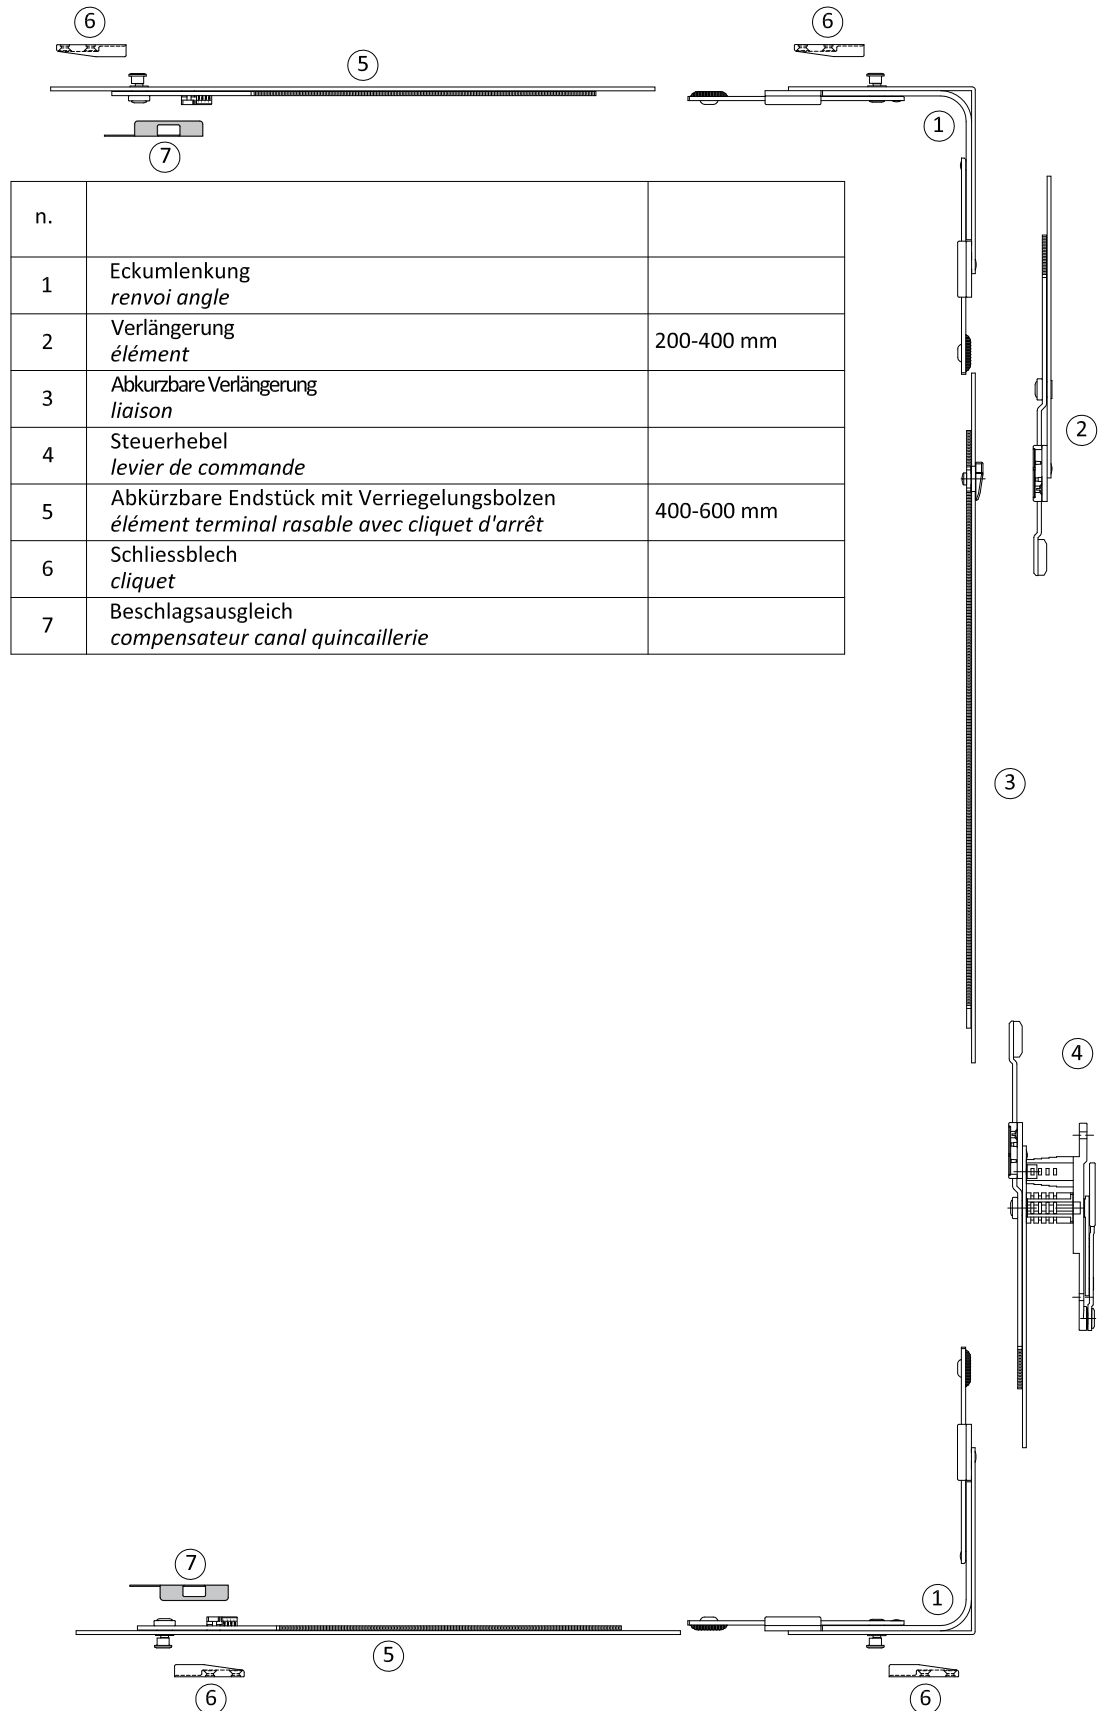 6
6
5
1
7
n.
1
Eckumlenkung
renvoi angle
2
Verlängerung
élément
200-400 mm
3
Abkurzbare Verlängerung
liaison
4
Steuerhebel
levier de commande
5
Abkürzbare Endstück mit Verriegelungsbolzen
élément terminal rasable avec cliquet d'arrêt
400-600 mm
6
Schliessblech
cliquet
7
Beschlagsausgleich
compensateur canal quincaillerie
2
3
4
7
1
5
6
6